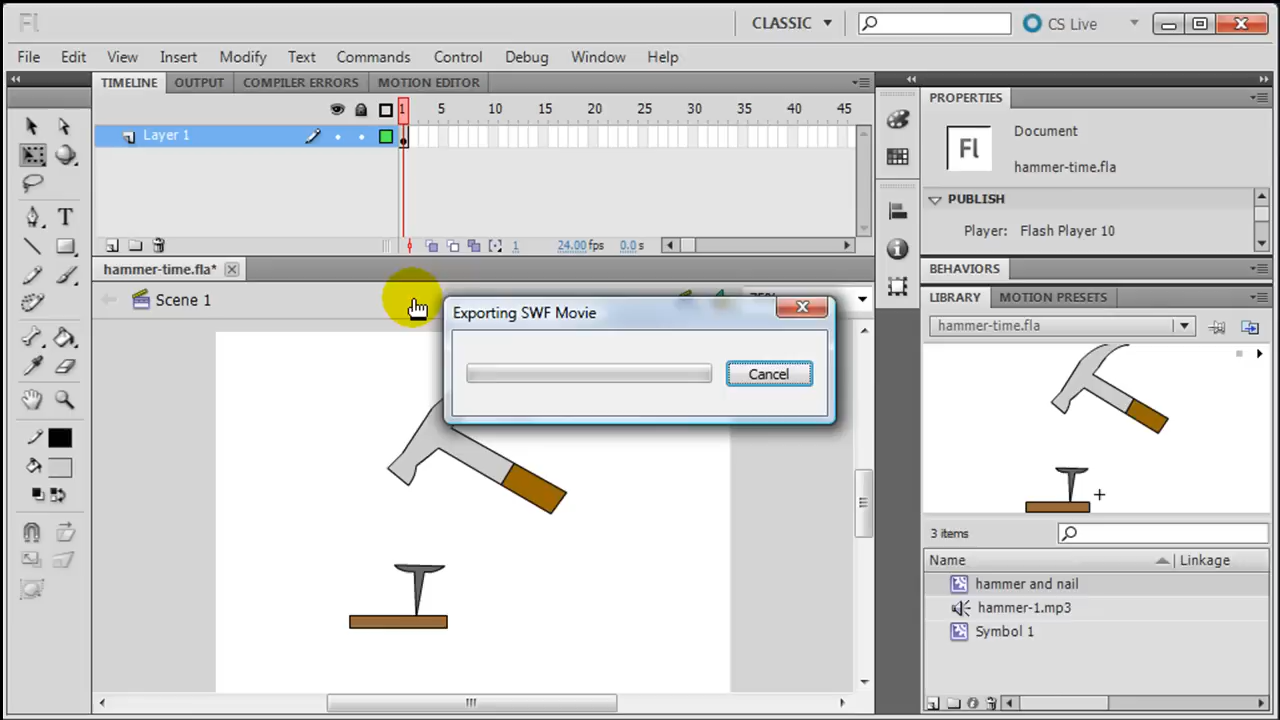 Fl
CLASSIC
CS Live
File Edit View Insert Modify Text Commands Control Debug Window Help
TIMELINE OUTPUT COMPILER ERRORS MOTION EDITOR
1 5 10 15 20 25 30 35 40 45
Layer 1
1 24.00 fps 0.0 s
hammer-time.fla*
Scene 1
Exporting SWF Movie
Cancel
PROPERTIES
Fl
Document
hammer-time.fla
PUBLISH
Player: Flash Player 10
BEHAVIORS
LIBRARY MOTION PRESETS
hammer-time.fla
3 items
Name Linkage
hammer and nail
hammer-1.mp3
Symbol 1